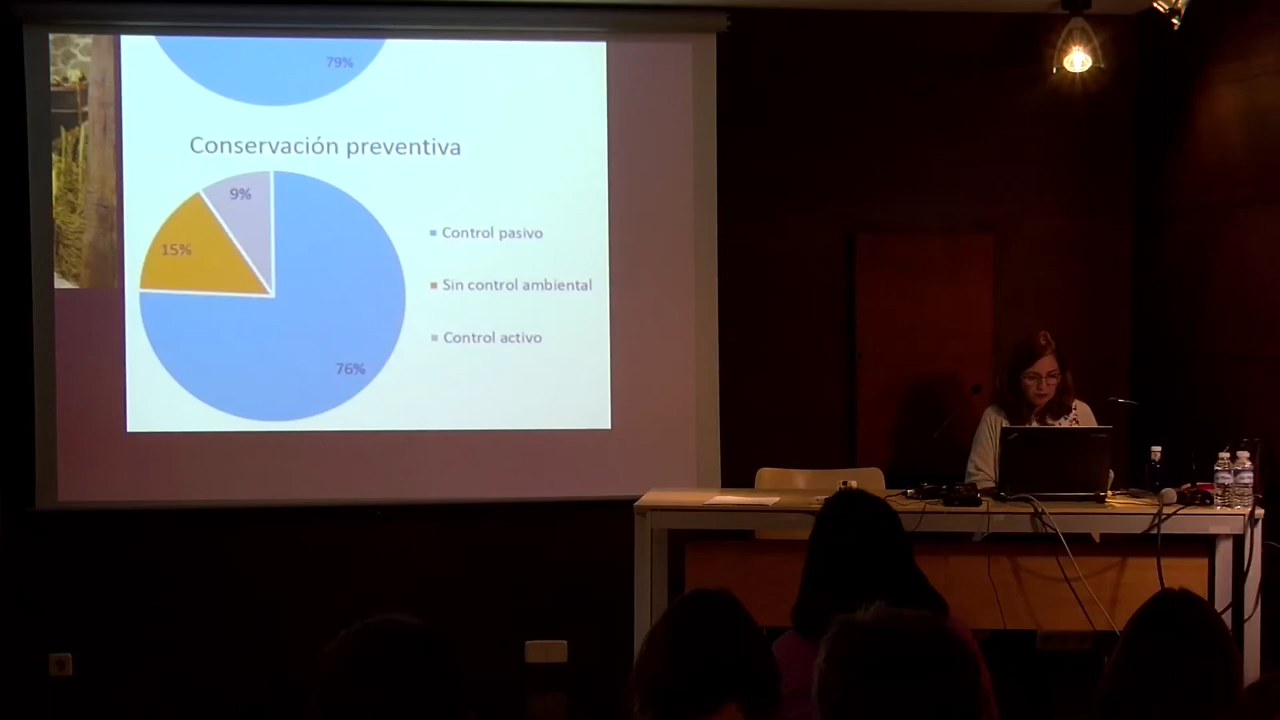 79%
Conservación preventiva
9%
15%
76%
Control pasivo
Sin control ambiental
Control activo